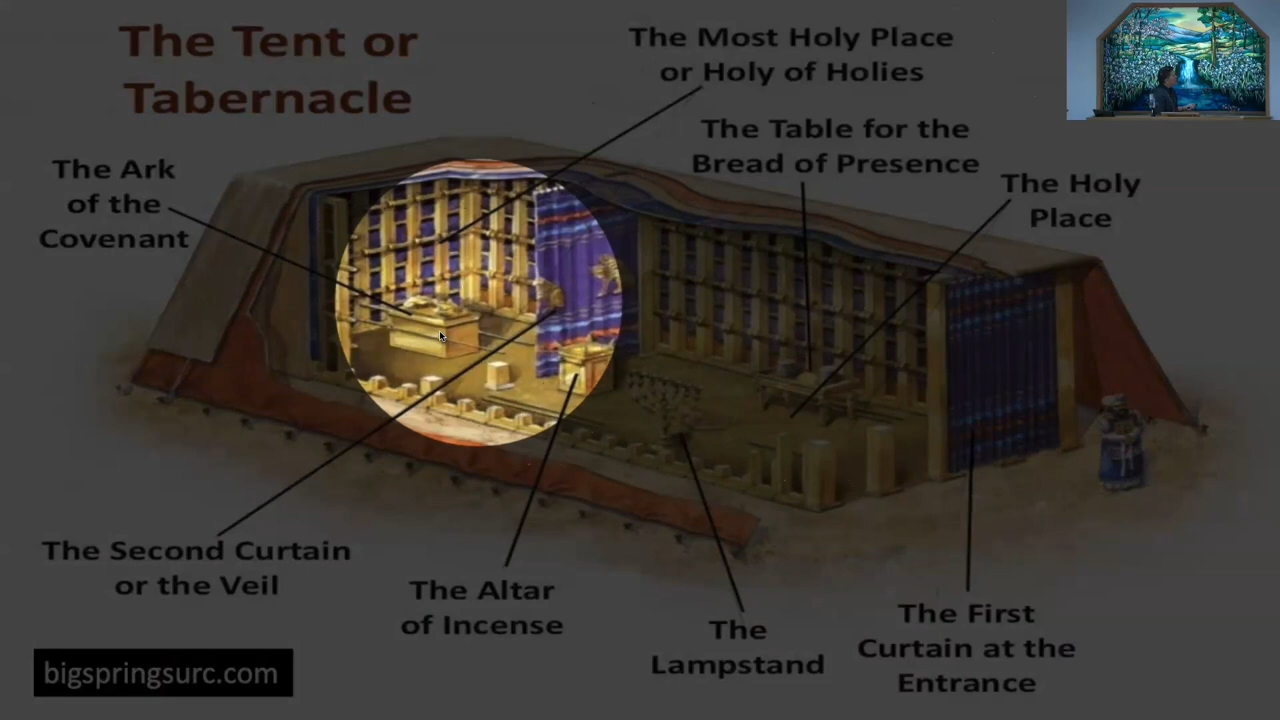 The Tent or
Tabernacle
The Most Holy Place
or Holy of Holies
The Table for the
Bread of Presence
The Holy
Place
The Ark
of the
Covenant
The Second Curtain
or the Veil
The Altar
of Incense
The
Lampstand
The First
Curtain at the
Entrance
bigspringsurc.com